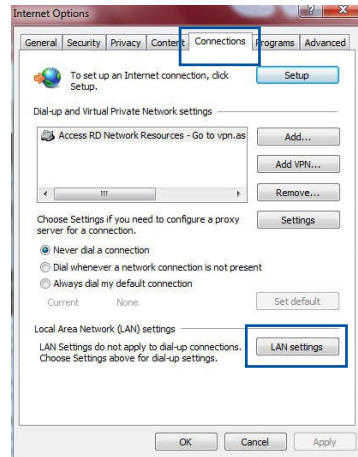 Internet Options
General Security Privacy Content Connections Programs Advanced
To set up an Internet connection, click Setup.
Setup
Dial-up and Virtual Private Network settings
Access RD Network Resources - Go to vpn.as
Add...
Add VPN...
Remove...
Choose Settings if you need to configure a proxy
server for a connection.
Settings
Never dial a connection
Dial whenever a network connection is not present
Always dial my default connection
Current None
Set default
Local Area Network (LAN) settings
LAN Settings do not apply to dial-up connections.
Choose Settings above for dial-up settings.
LAN settings
OK Cancel Apply